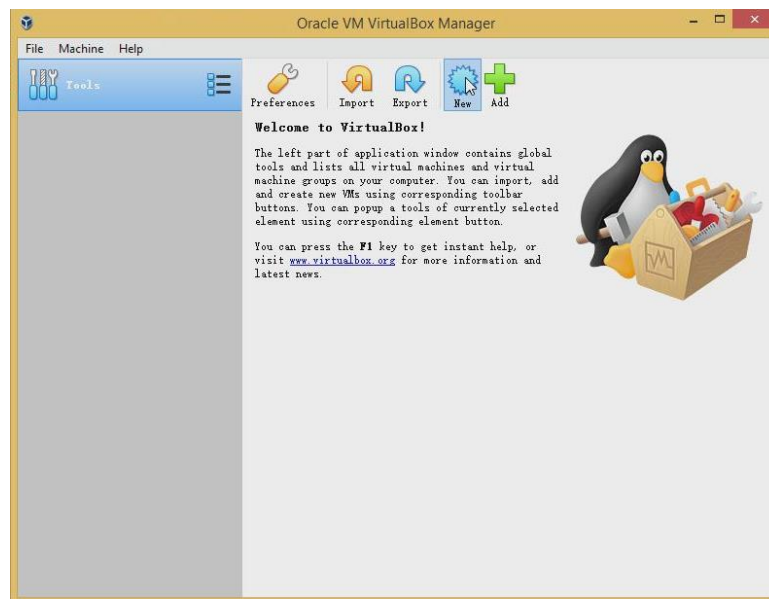 Oracle VM VirtualBox Manager
File Machine Help
Tools
Preferences Import Export New Add
Welcome to VirtualBox!
The left part of application window contains global
tools and lists all virtual machines and virtual
machine groups on your computer. You can import, add
and create new VMs using corresponding toolbar
buttons. You can popup a tools of currently selected
element using corresponding element button.
You can press the F1 key to get instant help, or
visit www.virtualbox.org for more information and
latest news.